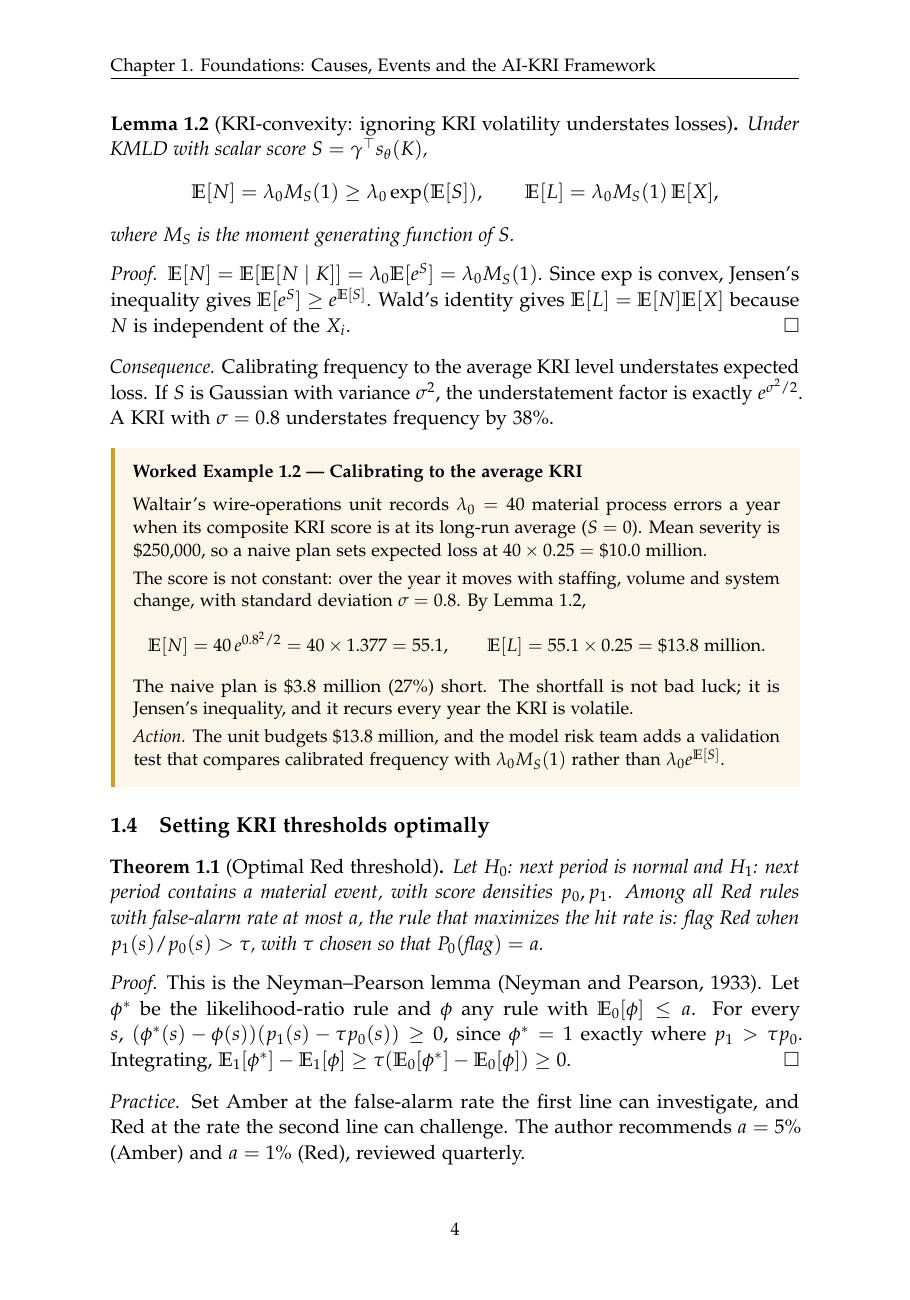 Chapter 1. Foundations: Causes, Events and the AI-KRI Framework
Lemma 1.2 (KRI-convexity: ignoring KRI volatility understates losses). Under
KMLD with scalar score S = γ⊤sθ(K),
𝔼[N] = λ₀M_S(1) ≥ λ₀ exp(𝔼[S]), 𝔼[L] = λ₀M_S(1) 𝔼[X],
where M_S is the moment generating function of S.
Proof. 𝔼[N] = 𝔼[𝔼[N | K]] = λ₀𝔼[e^S] = λ₀M_S(1). Since exp is convex, Jensen’s
inequality gives 𝔼[e^S] ≥ e^{𝔼[S]}. Wald’s identity gives 𝔼[L] = 𝔼[N]𝔼[X] because
N is independent of the X_i. □
Consequence. Calibrating frequency to the average KRI level understates expected
loss. If S is Gaussian with variance σ², the understatement factor is exactly e^{σ²/2}.
A KRI with σ = 0.8 understates frequency by 38%.
Worked Example 1.2 — Calibrating to the average KRI
Waltair’s wire-operations unit records λ₀ = 40 material process errors a year
when its composite KRI score is at its long-run average (S = 0). Mean severity is
$250,000, so a naive plan sets expected loss at 40 × 0.25 = $10.0 million.
The score is not constant: over the year it moves with staffing, volume and system
change, with standard deviation σ = 0.8. By Lemma 1.2,
𝔼[N] = 40 e^{0.8²/2} = 40 × 1.377 = 55.1, 𝔼[L] = 55.1 × 0.25 = $13.8 million.
The naive plan is $3.8 million (27%) short. The shortfall is not bad luck; it is
Jensen’s inequality, and it recurs every year the KRI is volatile.
Action. The unit budgets $13.8 million, and the model risk team adds a validation
test that compares calibrated frequency with λ₀M_S(1) rather than λ₀e^{𝔼[S]}.
1.4 Setting KRI thresholds optimally
Theorem 1.1 (Optimal Red threshold). Let H₀: next period is normal and H₁: next
period contains a material event, with score densities p₀, p₁. Among all Red rules
with false-alarm rate at most a, the rule that maximizes the hit rate is: flag Red when
p₁(s)/p₀(s) > τ, with τ chosen so that P₀(flag) = a.
Proof. This is the Neyman–Pearson lemma (Neyman and Pearson, 1933). Let
ϕ* be the likelihood-ratio rule and ϕ any rule with 𝔼₀[ϕ] ≤ a. For every
s, (ϕ*(s) − ϕ(s))(p₁(s) − τp₀(s)) ≥ 0, since ϕ* = 1 exactly where p₁ > τp₀.
Integrating, 𝔼₁[ϕ*] − 𝔼₁[ϕ] ≥ τ(𝔼₀[ϕ*] − 𝔼₀[ϕ]) ≥ 0. □
Practice. Set Amber at the false-alarm rate the first line can investigate, and
Red at the rate the second line can challenge. The author recommends a = 5%
(Amber) and a = 1% (Red), reviewed quarterly.
4